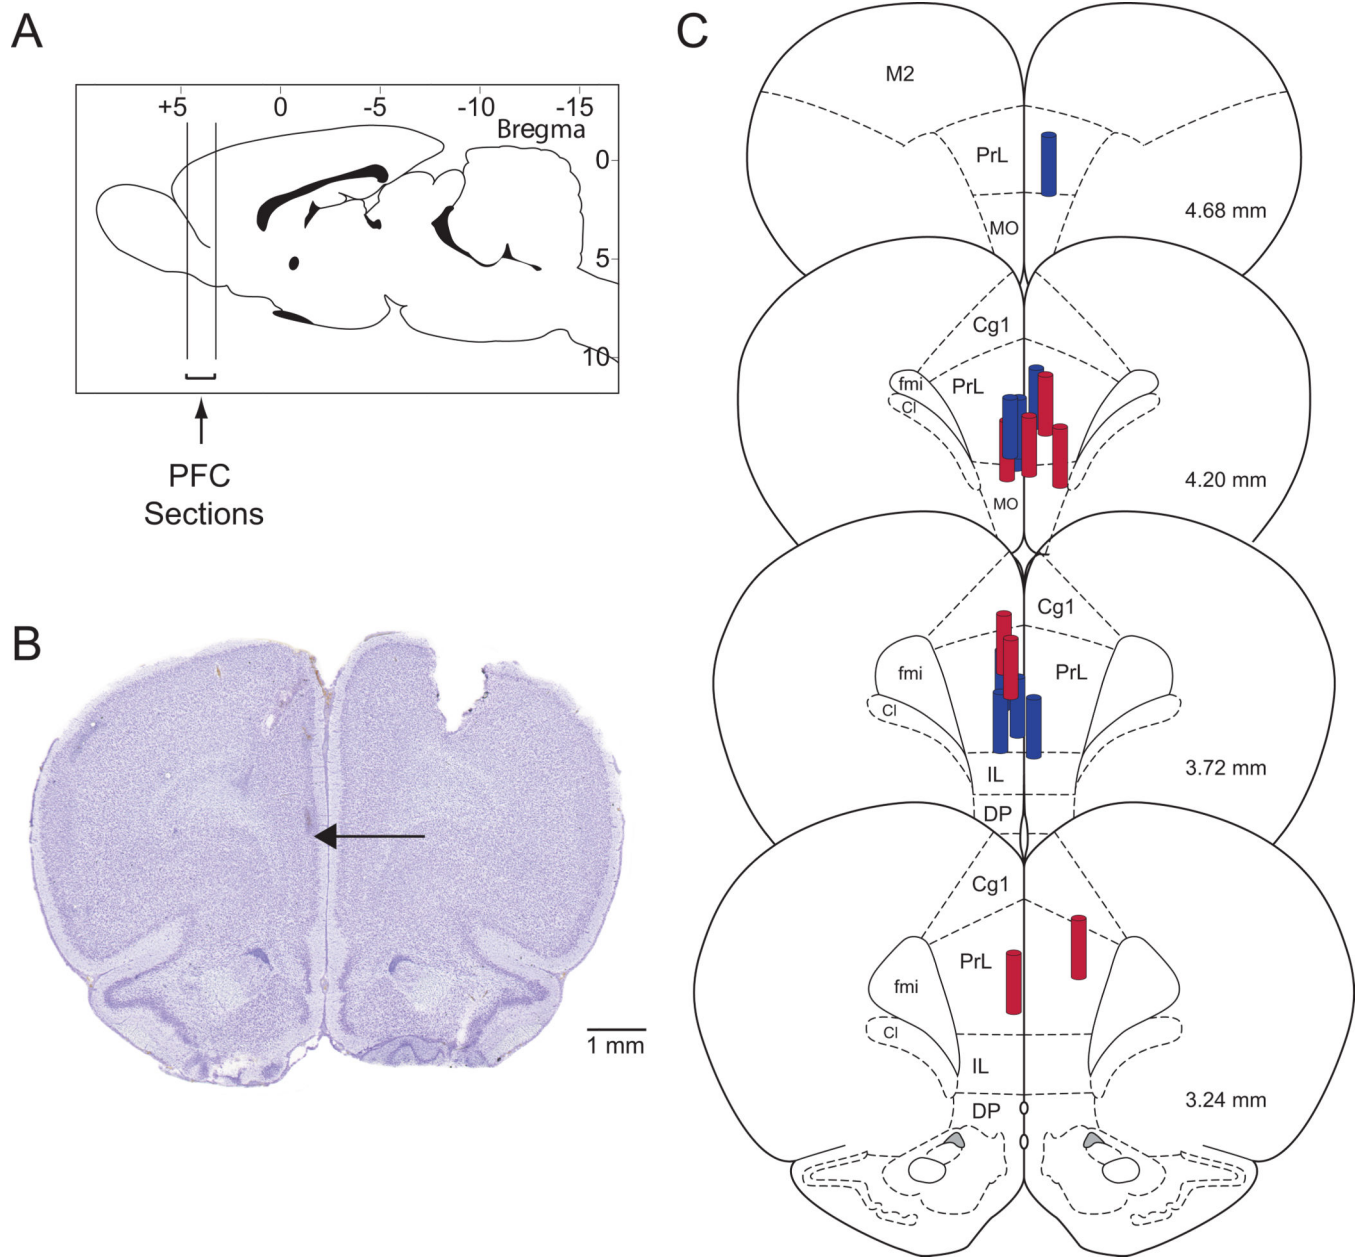 A
+5 0 -5 -10 -15
Bregma
0
5
10
PFC
Sections
B
1 mm
C
M2
PrL
MO
4.68 mm
Cg1
fmi
PrL
Cl
MO
4.20 mm
Cg1
fmi
PrL
Cl
IL
DP
3.72 mm
Cg1
PrL
fmi
Cl
IL
DP
3.24 mm